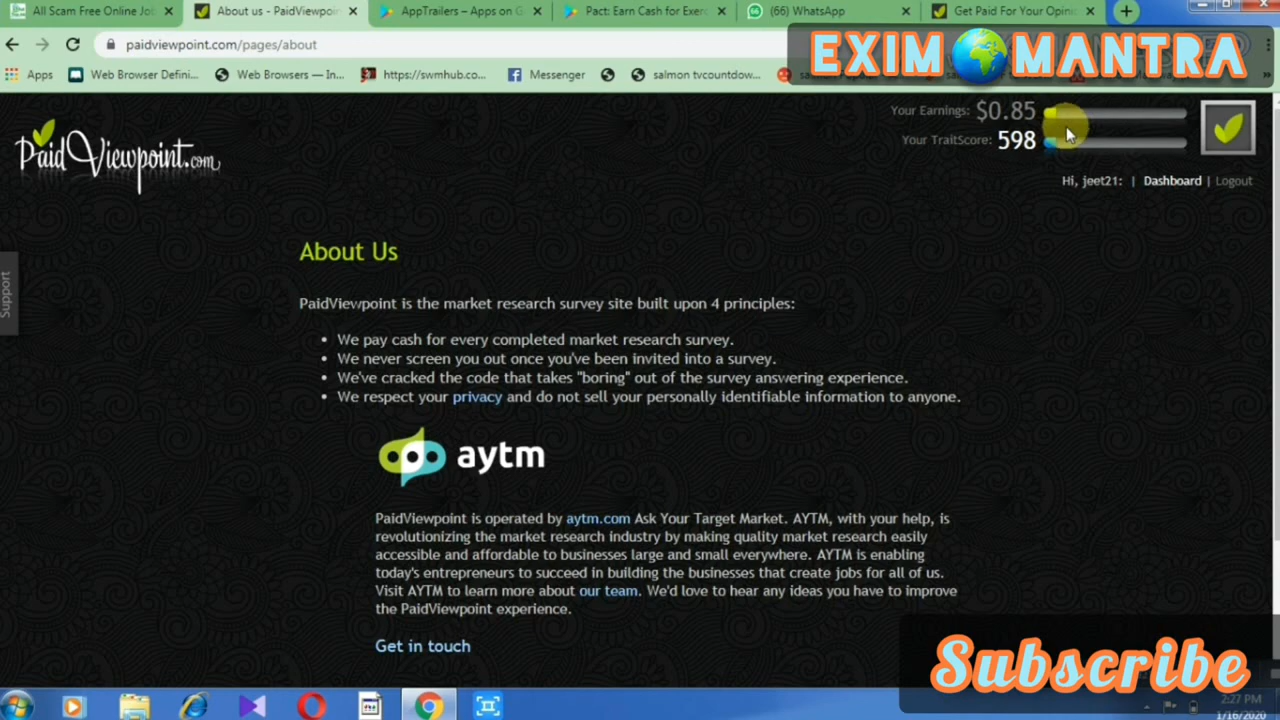 All Scam Free Online Jo
About us - PaidViewpoin
AppTrailers – Apps on G
Pact: Earn Cash for Exerc
(66) WhatsApp
Get Paid For Your Opini
paidviewpoint.com/pages/about
EXIM MANTRA
Apps
Web Browser Defini...
Web Browsers — In...
https://swmhub.co...
Messenger
salmon tvcountdow...
Your Earnings: $0.85
Your TraitScore: 598
PaidViewpoint.com
Hi, jeet21: | Dashboard | Logout
Support
About Us
PaidViewpoint is the market research survey site built upon 4 principles:
• We pay cash for every completed market research survey.
• We never screen you out once you've been invited into a survey.
• We've cracked the code that takes "boring" out of the survey answering experience.
• We respect your privacy and do not sell your personally identifiable information to anyone.
aytm
PaidViewpoint is operated by aytm.com Ask Your Target Market. AYTM, with your help, is
revolutionizing the market research industry by making quality market research easily
accessible and affordable to businesses large and small everywhere. AYTM is enabling
today's entrepreneurs to succeed in building the businesses that create jobs for all of us.
Visit AYTM to learn more about our team. We'd love to hear any ideas you have to improve
the PaidViewpoint experience.
Get in touch
Subscribe
2:27 PM
1/16/2020